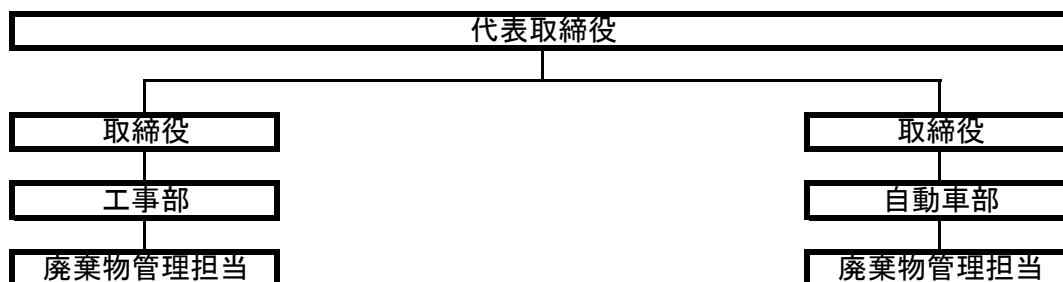 代表取締役
取締役
取締役
工事部
自動車部
廃棄物管理担当
廃棄物管理担当